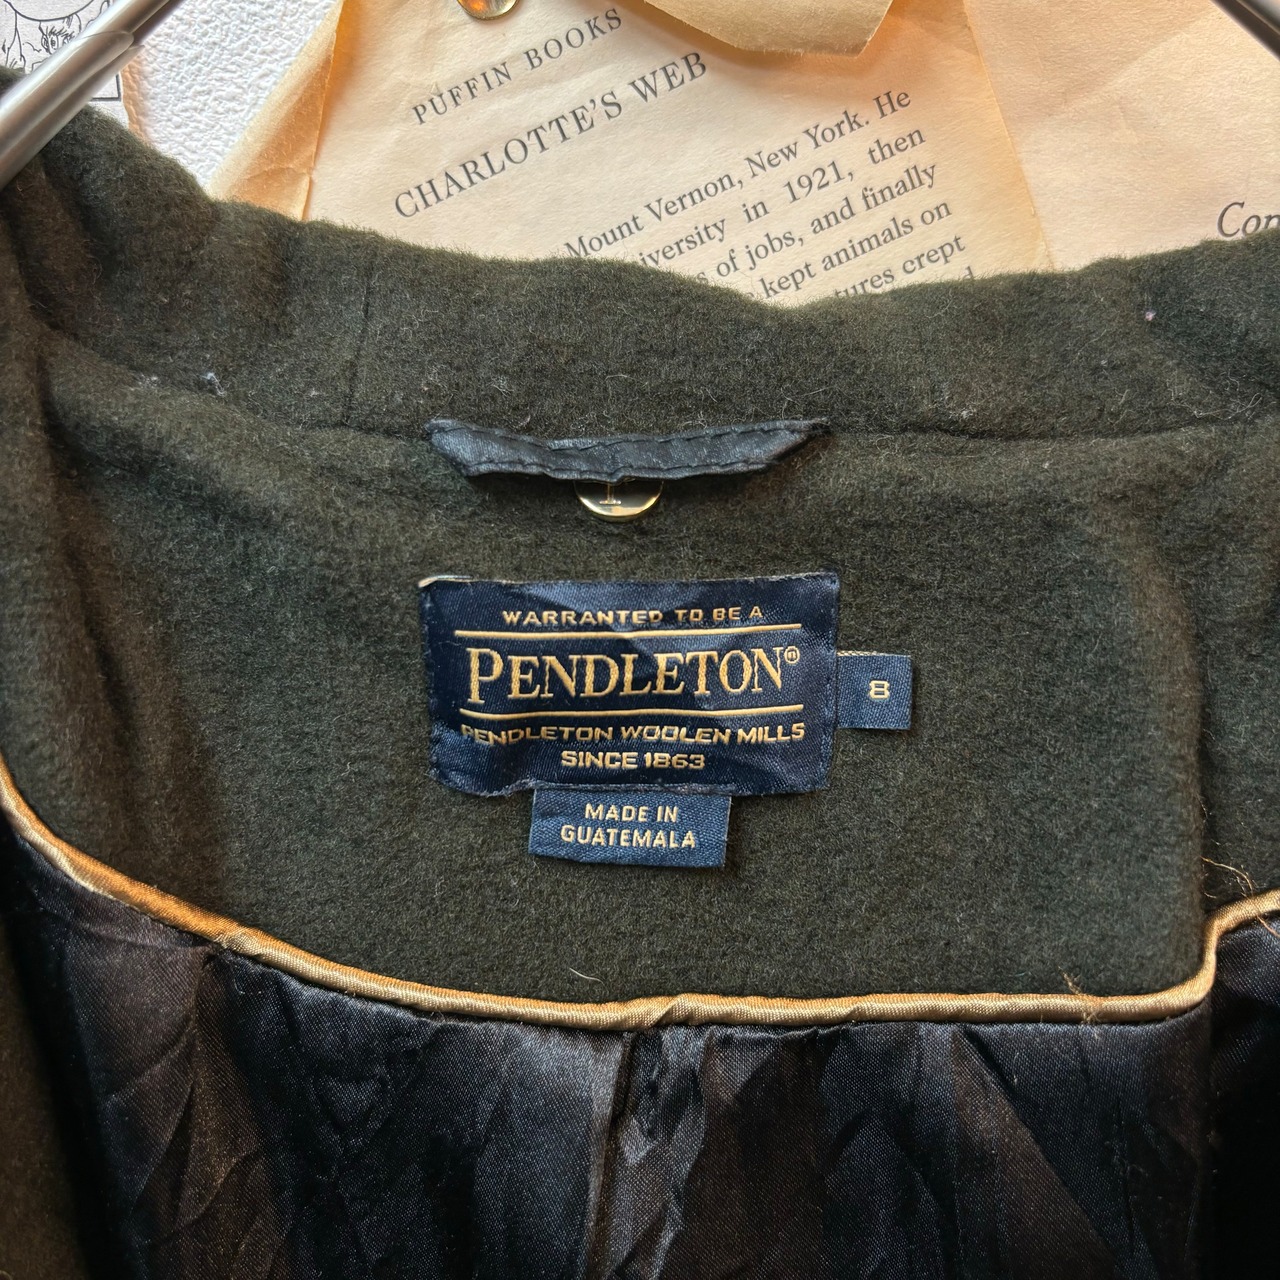 PUFFIN BOOKS
CHARLOTTE'S WEB
Mount Vernon, New York. He
in 1921, then
of jobs, and finally
kept animals on
crept
WARRANTED TO BE A
PENDLETON®
PENDLETON WOOLEN MILLS
SINCE 1863
8
MADE IN
GUATEMALA